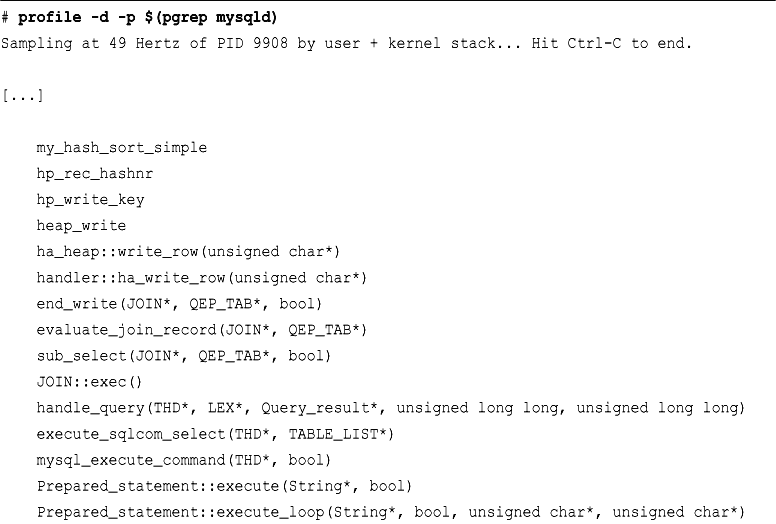 # profile -d -p $(pgrep mysqld)
Sampling at 49 Hertz of PID 9908 by user + kernel stack... Hit Ctrl-C to end.
[...]
my_hash_sort_simple
hp_rec_hashnr
hp_write_key
heap_write
ha_heap::write_row(unsigned char*)
handler::ha_write_row(unsigned char*)
end_write(JOIN*, QEP_TAB*, bool)
evaluate_join_record(JOIN*, QEP_TAB*)
sub_select(JOIN*, QEP_TAB*, bool)
JOIN::exec()
handle_query(THD*, LEX*, Query_result*, unsigned long long, unsigned long long)
execute_sqlcom_select(THD*, TABLE_LIST*)
mysql_execute_command(THD*, bool)
Prepared_statement::execute(String*, bool)
Prepared_statement::execute_loop(String*, bool, unsigned char*, unsigned char*)